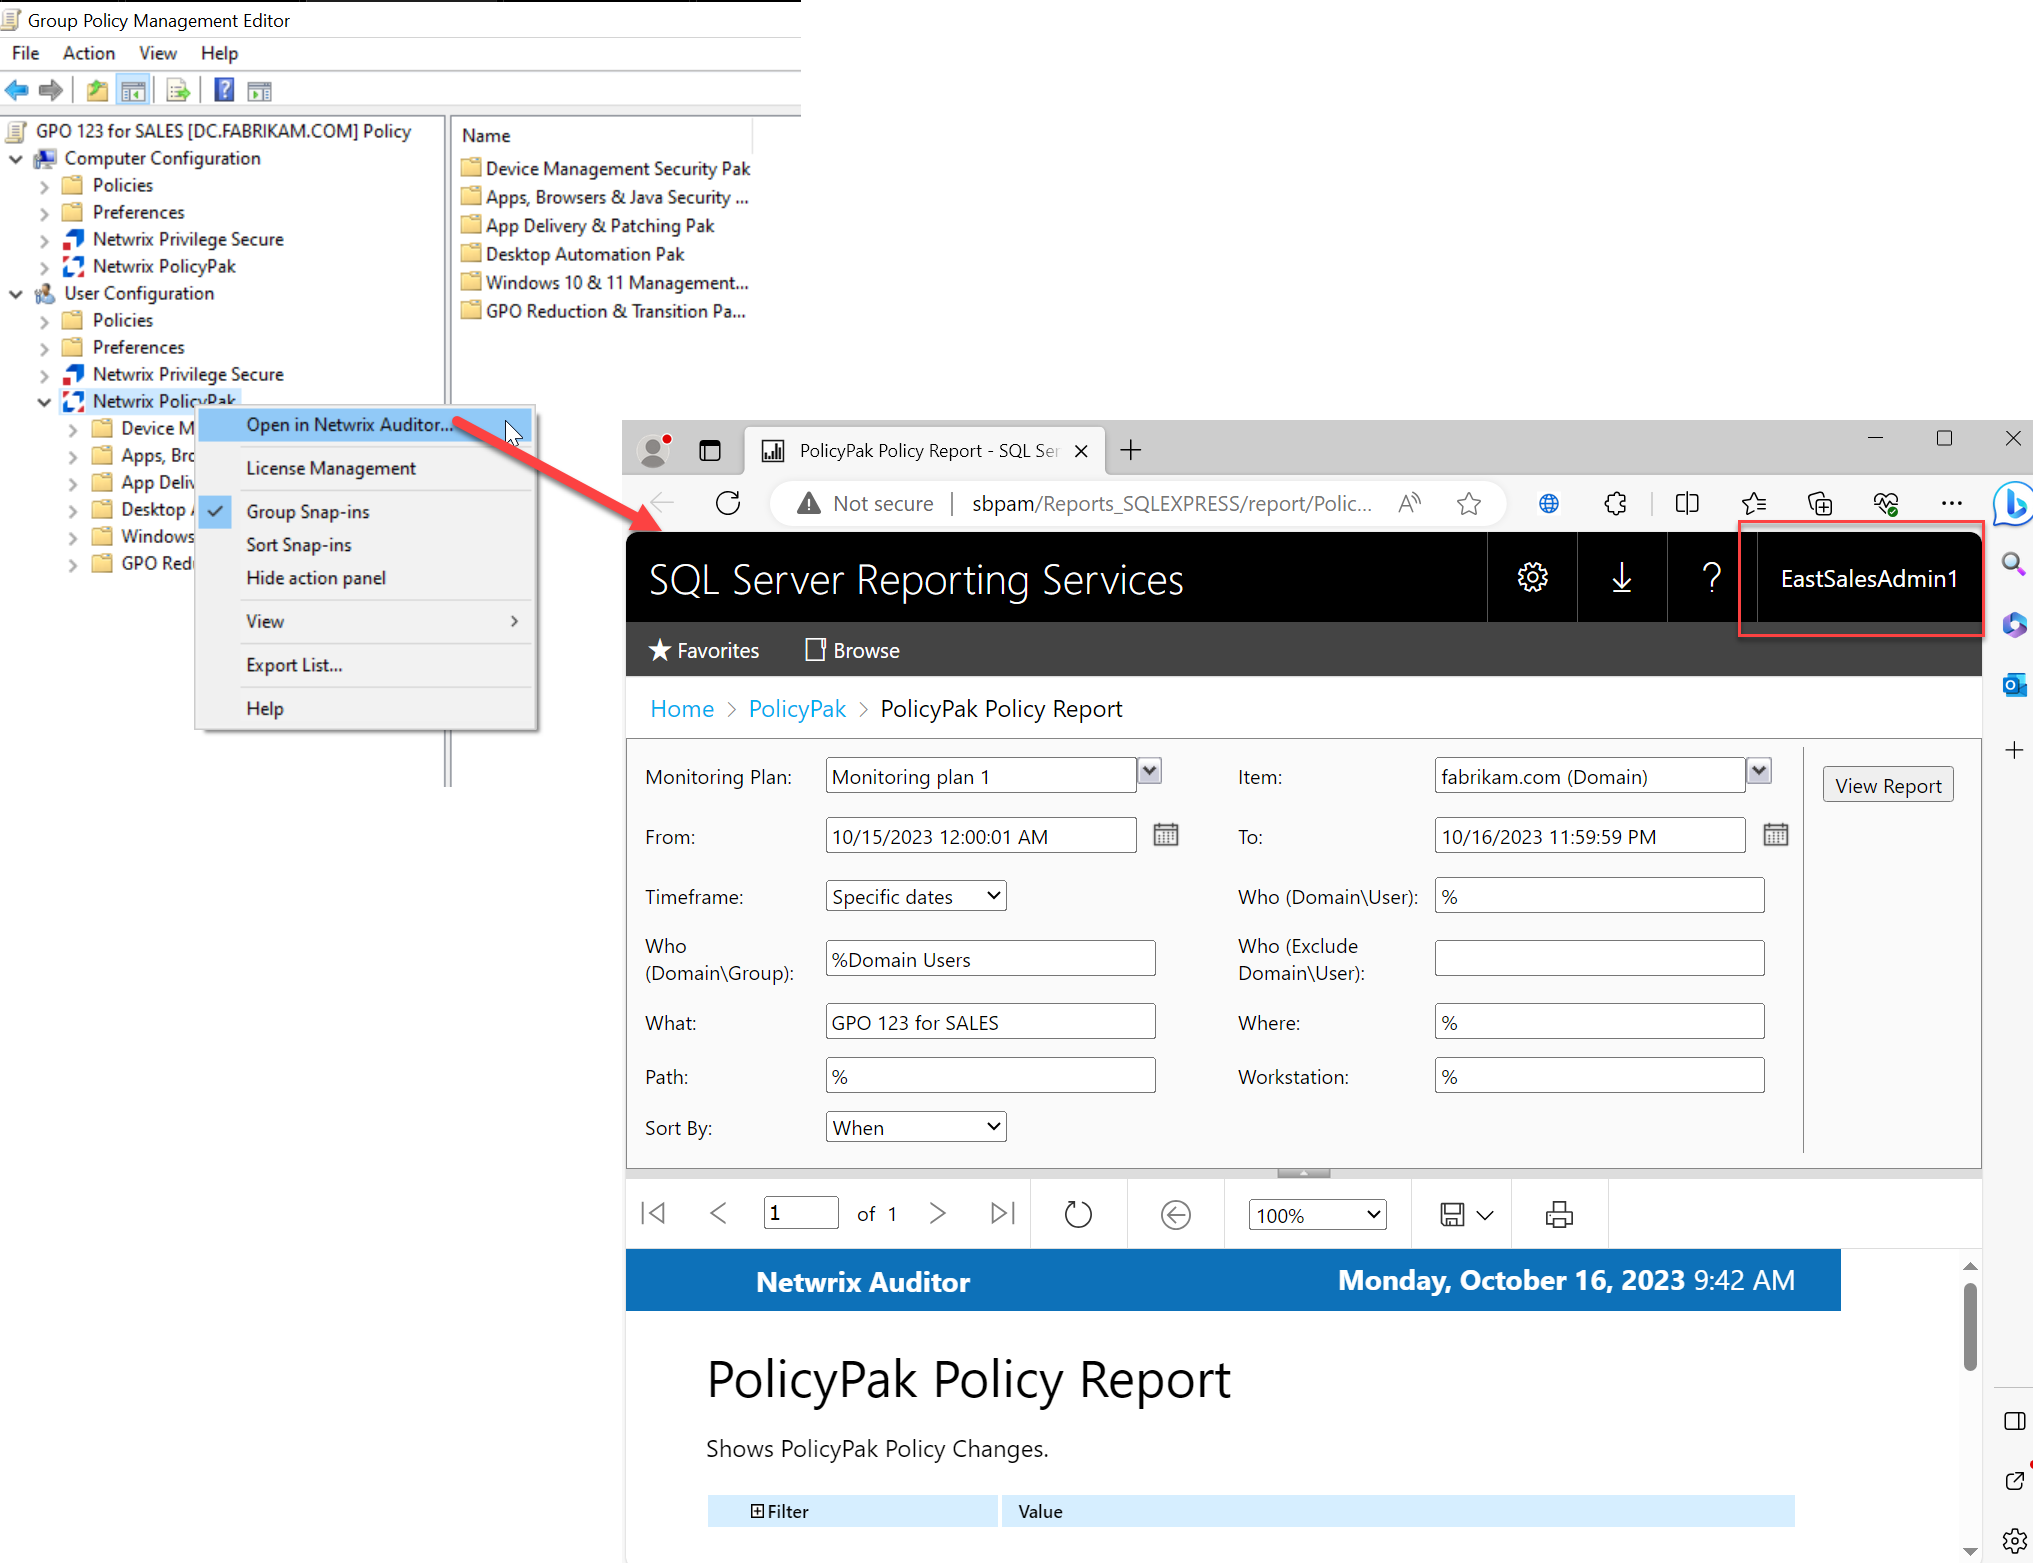 Group Policy Management Editor
File Action View Help
GPO 123 for SALES [DC.FABRIKAM.COM] Policy
Computer Configuration
Policies
Preferences
Netwrix Privilege Secure
Netwrix PolicyPak
User Configuration
Policies
Preferences
Netwrix Privilege Secure
Netwrix PolicyPak
Device M
Apps, Bro
App Deliv
Desktop A
Windows
GPO Red
Name
Device Management Security Pak
Apps, Browsers & Java Security ...
App Delivery & Patching Pak
Desktop Automation Pak
Windows 10 & 11 Management...
GPO Reduction & Transition Pa...
Open in Netwrix Auditor...
License Management
Group Snap-ins
Sort Snap-ins
Hide action panel
View
Export List...
Help
PolicyPak Policy Report - SQL Ser
Not secure | sbpam/Reports_SQLEXPRESS/report/Polic...
SQL Server Reporting Services
? EastSalesAdmin1
Favorites Browse
Home > PolicyPak > PolicyPak Policy Report
Monitoring Plan: Monitoring plan 1 Item: fabrikam.com (Domain) View Report
From: 10/15/2023 12:00:01 AM To: 10/16/2023 11:59:59 PM
Timeframe: Specific dates Who (Domain\User): %
Who
(Domain\Group): %Domain Users
Who (Exclude
Domain\User):
What: GPO 123 for SALES Where: %
Path: % Workstation: %
Sort By: When
1 of 1 100%
Netwrix Auditor Monday, October 16, 2023 9:42 AM
PolicyPak Policy Report
Shows PolicyPak Policy Changes.
Filter Value